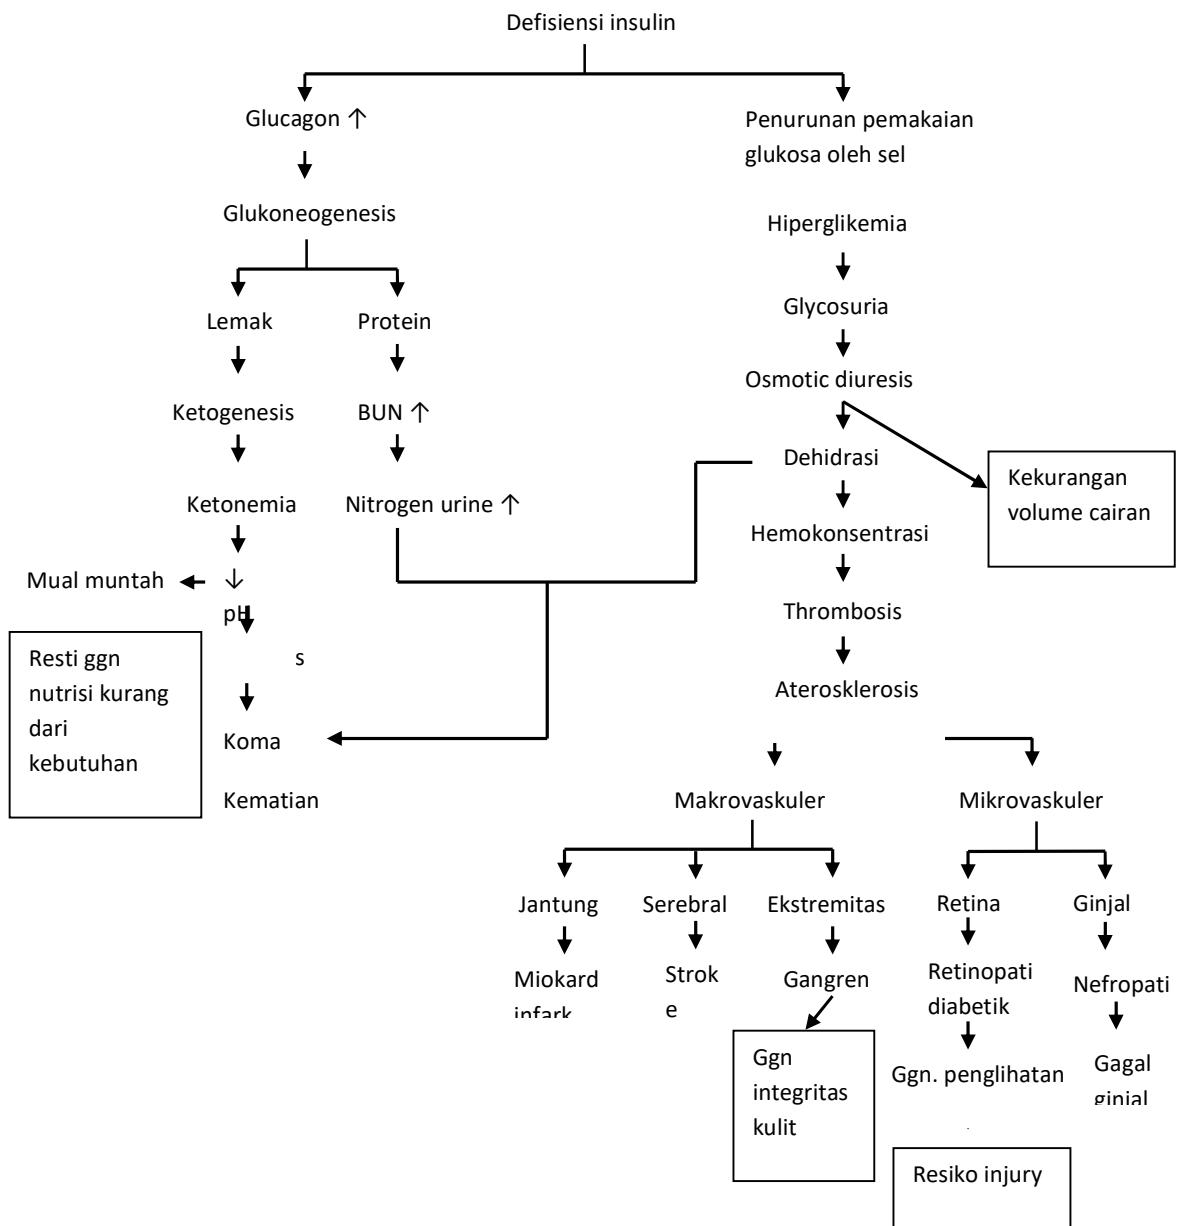 Defisiensi insulin
Glucagon ↑
Penurunan pemakaian
glukosa oleh sel
Glukoneogenesis
Hiperglikemia
Glycosuria
Lemak
Protein
Osmotic diuresis
Ketogenesis
BUN ↑
Dehidrasi
Kekurangan
volume cairan
Ketonemia
Nitrogen urine ↑
Hemokonsentrasi
Mual muntah
↓
pH
Thrombosis
Resti ggn
nutrisi kurang
dari
kebutuhan
s
Aterosklerosis
Koma
Kematian
Makrovaskuler
Mikrovaskuler
Jantung
Serebral
Ekstremitas
Retina
Ginjal
Miokard
infark
Strok
e
Gangren
Retinopati
diabetik
Nefropati
Ggn
integritas
kulit
Ggn. penglihatan
Gagal
ginjal
Resiko injury